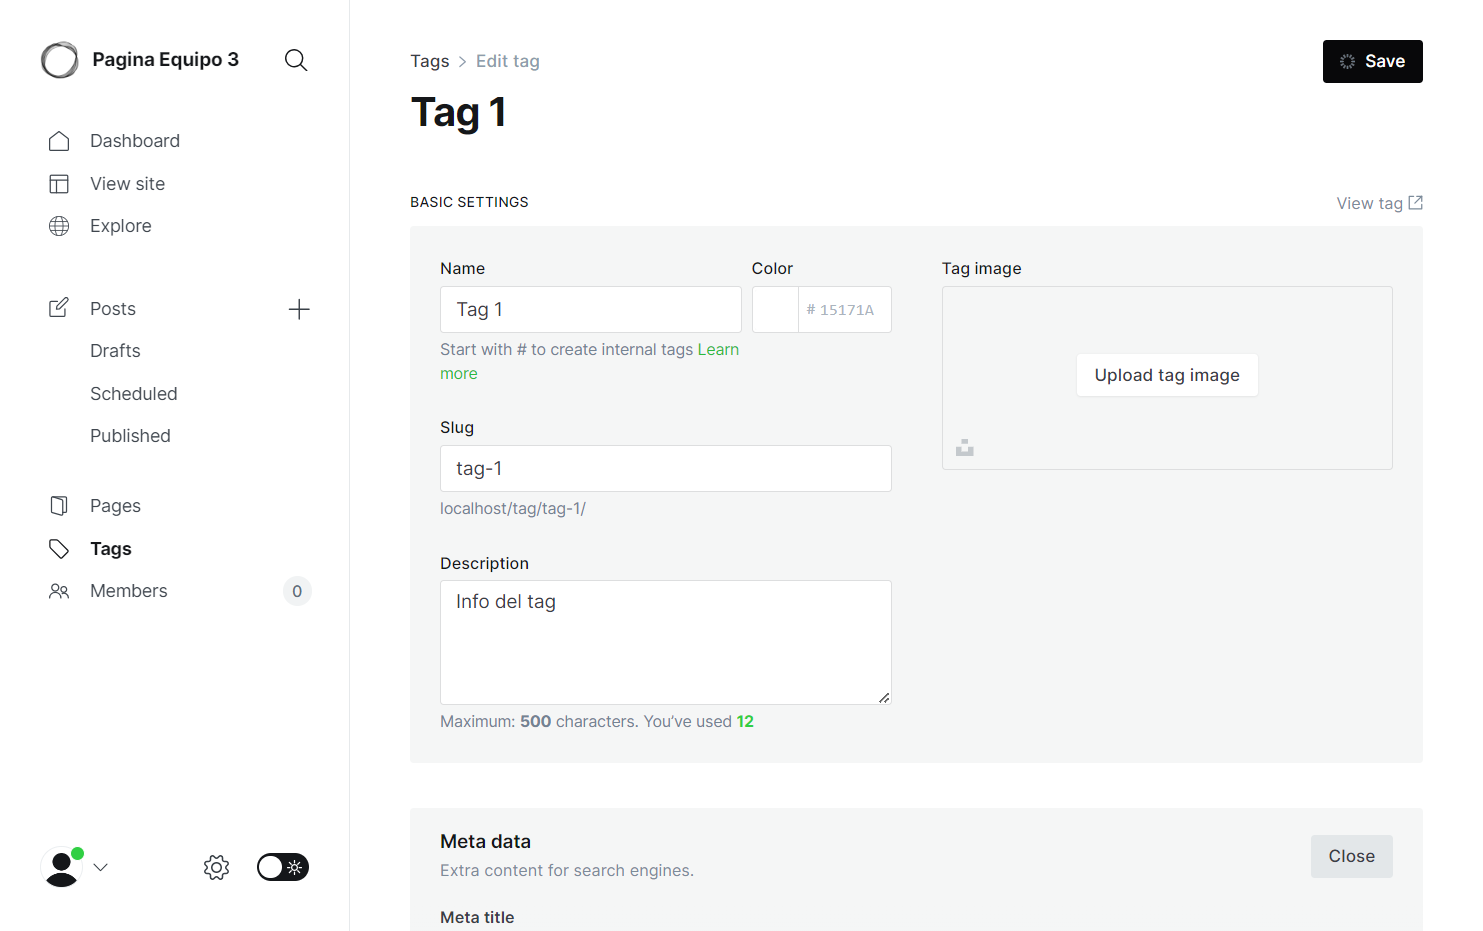 Pagina Equipo 3
Dashboard
View site
Explore
Posts
Drafts
Scheduled
Published
Pages
Tags
Members
0
Tags > Edit tag
Save
Tag 1
BASIC SETTINGS
View tag
Name
Tag 1
Start with # to create internal tags Learn
more
Color
# 15171A
Slug
tag-1
localhost/tag/tag-1/
Description
Info del tag
Maximum: 500 characters. You've used 12
Tag image
Upload tag image
Meta data
Extra content for search engines.
Close
Meta title